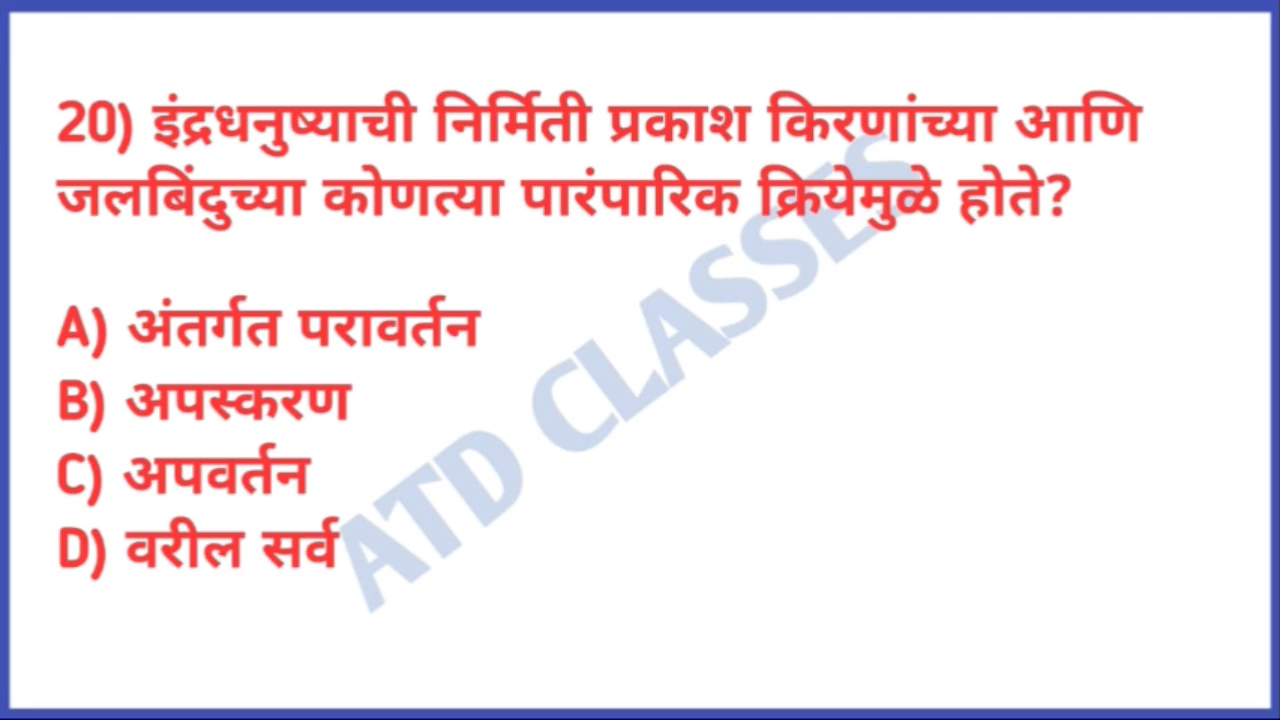 20) इंद्रधनुष्याची निर्मिती प्रकाश किरणांच्या आणि
जलबिंदुच्या कोणत्या पारंपारिक क्रियेमुळे होते?
A) अंतर्गत परावर्तन
B) अपस्करण
C) अपवर्तन
D) वरील सर्व
ATD CLASSES